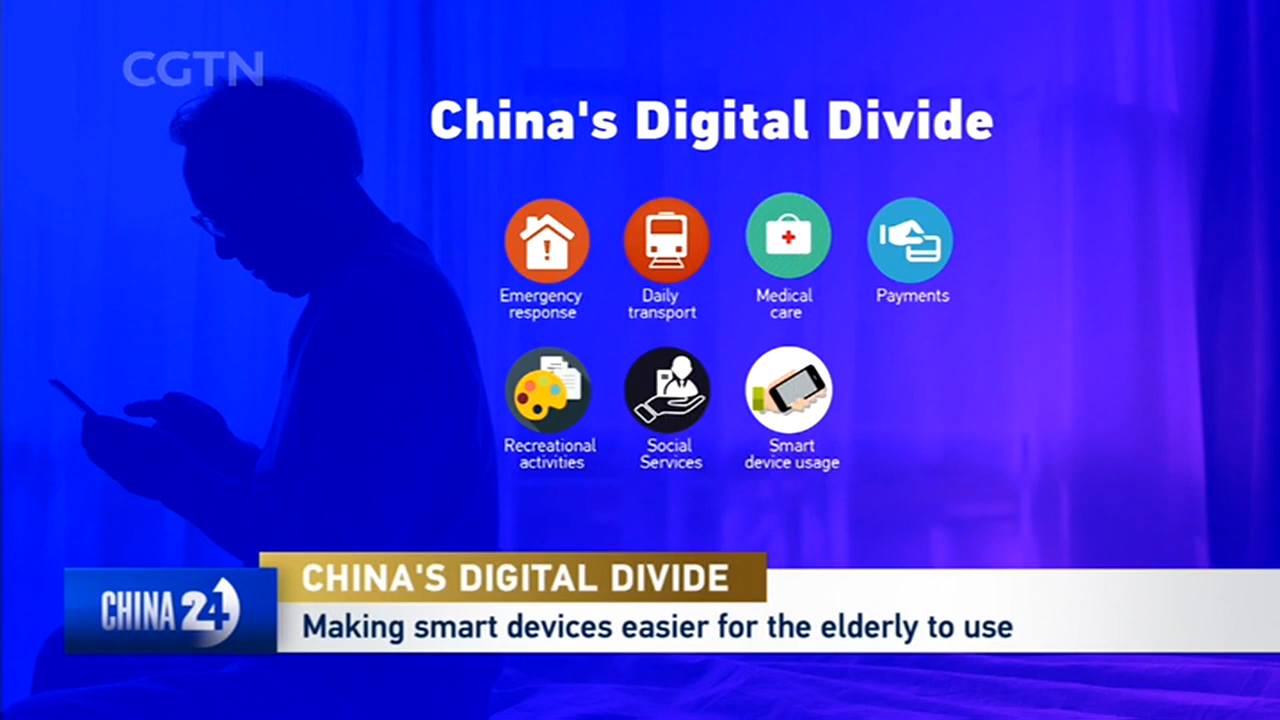 CGTN
China's Digital Divide
Emergency
response
Daily
transport
Medical
care
Payments
Recreational
activities
Social
Services
Smart
device usage
CHINA'S DIGITAL DIVIDE
CHINA 24
Making smart devices easier for the elderly to use